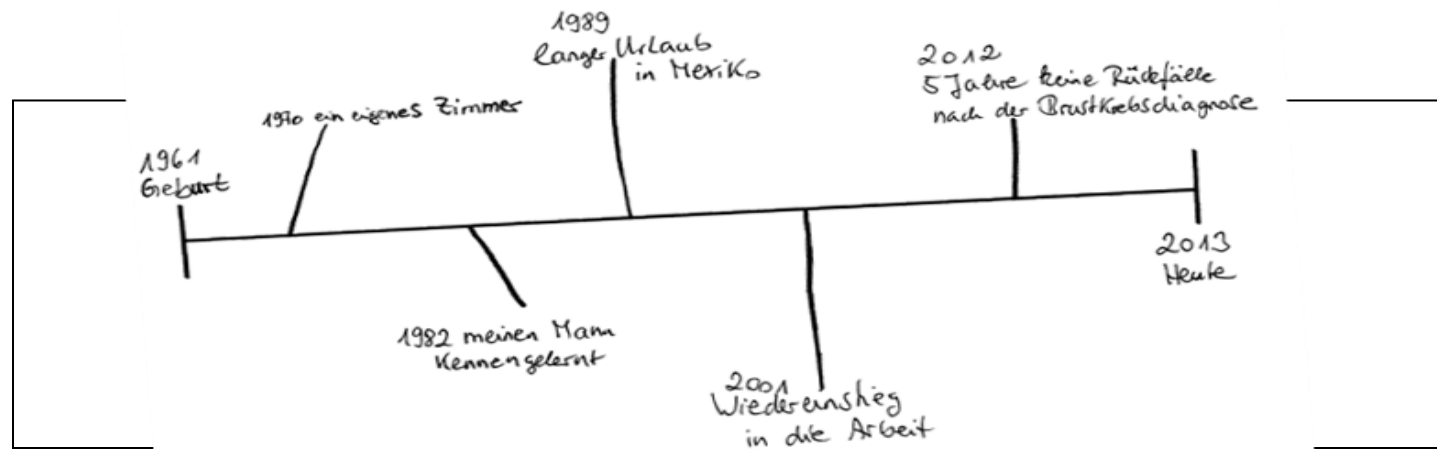 1961
Geburt
1970 ein eigenes Zimmer
1982 meinen Mann
kennengelernt
1989
langer Urlaub
in Mexiko
2001
Wiedereinstieg
in die Arbeit
2012
5 Jahre keine Rückfälle
nach der Brustkrebsdiagnose
2013
Heute